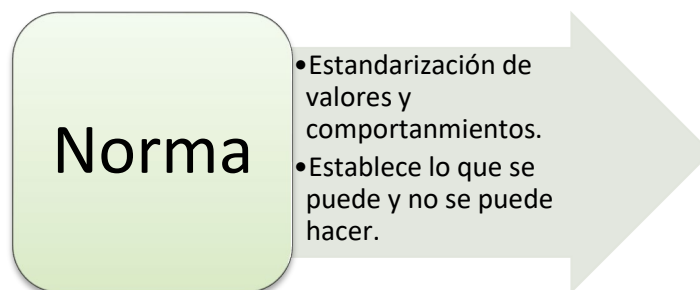 Norma
•Estandarización de
valores y
comportanmientos.
•Establece lo que se
puede y no se puede
hacer.